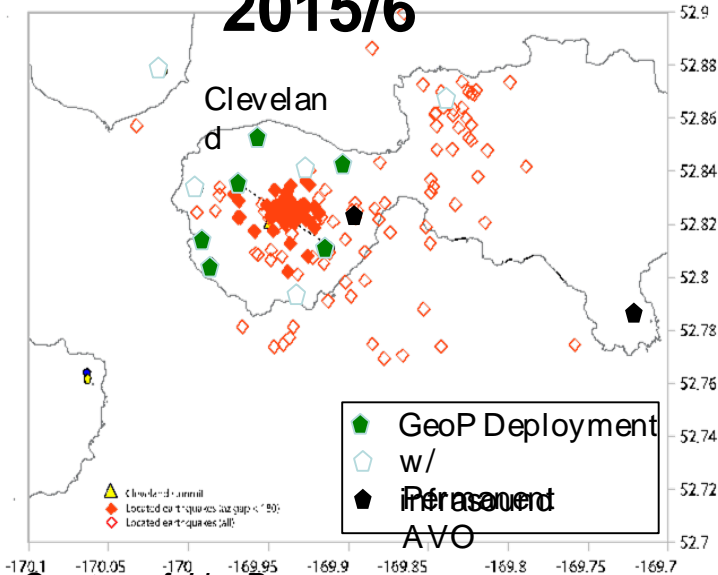 2015/6
Clevelan
d
52.9
52.88
52.86
52.84
52.82
52.8
52.78
52.76
52.74
52.72
52.7
GeoP Deployment
w/
infrasound
Permanent
AVO
Cleveland summit
Located earthquakes (az gap < 180)
Located earthquakes (all)
-170.1
-170.05
-170
-169.95
-169.9
-169.85
-169.8
-169.75
-169.7